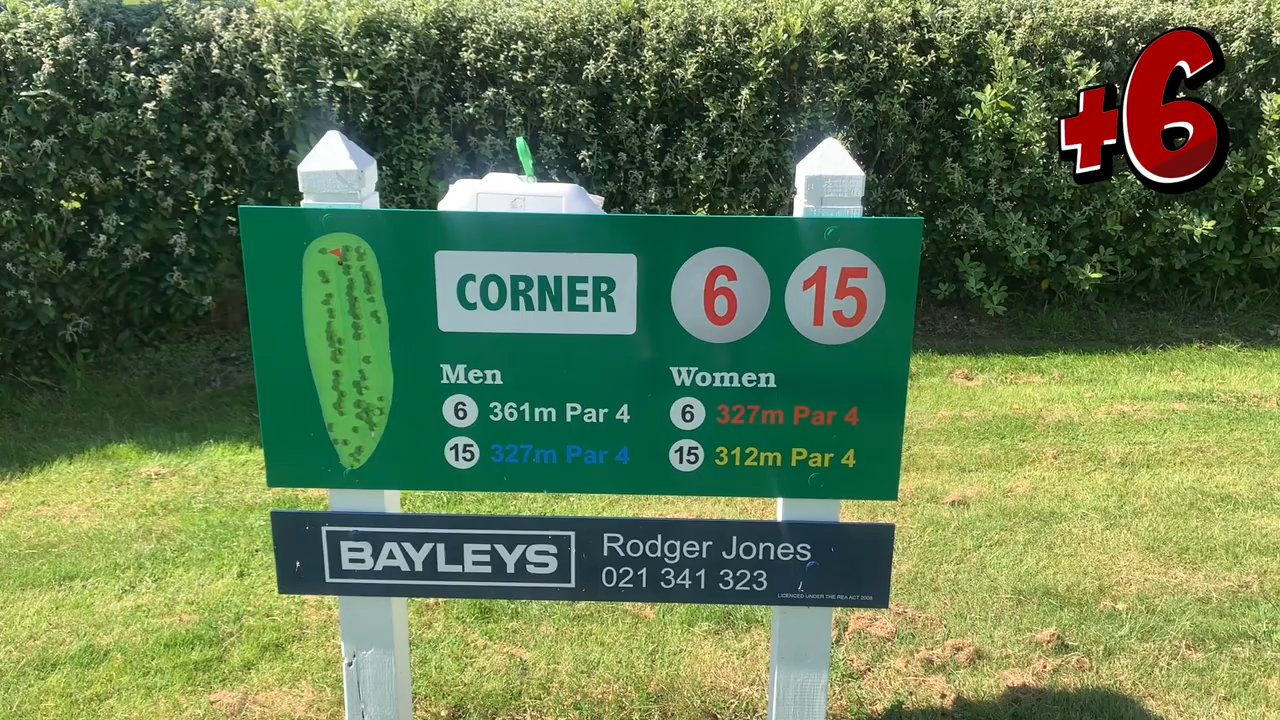 +6
CORNER
6
15
Men
6 361m Par 4
15 327m Par 4
Women
6 327m Par 4
15 312m Par 4
BAYLEYS
Rodger Jones
021 341 323
LICENCED UNDER THE REA ACT 2008